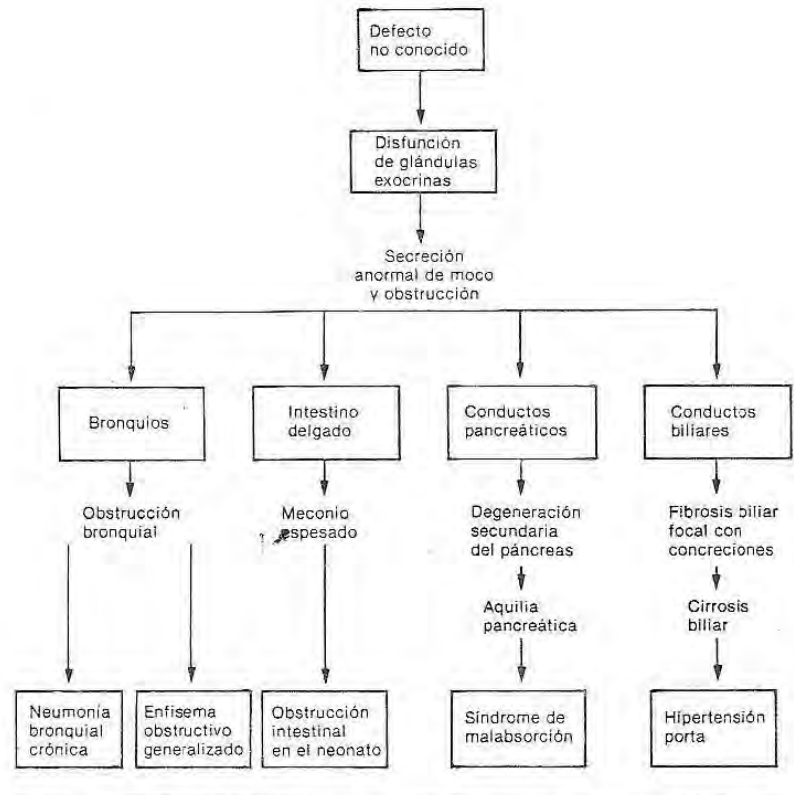 Defecto
no conocido
Disfunción
de glándulas
exocrinas
Secreción
anormal de moco
y obstrucción
Bronquios
Intestino
delgado
Conductos
pancreáticos
Conductos
biliares
Obstrucción
bronquial
Meconio
espesado
Degeneración
secundaria
del páncreas
Fibrosis biliar
focal con
concreciones
Aquilia
pancreática
Cirrosis
biliar
Neumonía
bronquial
crónica
Enfisema
obstructivo
generalizado
Obstrucción
intestinal
en el neonato
Síndrome de
malabsorción
Hipertensión
porta